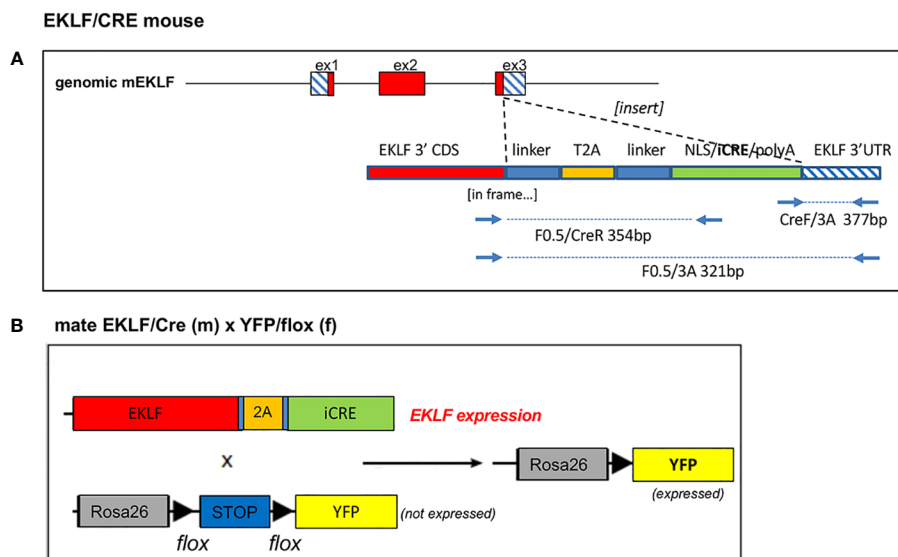 EKLF/CRE mouse
A
ex1 ex2 ex3
genomic mEKLF
[insert]
EKLF 3' CDS linker T2A linker NLS/iCRE/polyA EKLF 3'UTR
[in frame...]
CreF/3A 377bp
F0.5/CreR 354bp
F0.5/3A 321bp
B mate EKLF/Cre (m) x YFP/flox (f)
EKLF 2A iCRE EKLF expression
X Rosa26 YFP
(expressed)
Rosa26 STOP YFP (not expressed)
flox flox